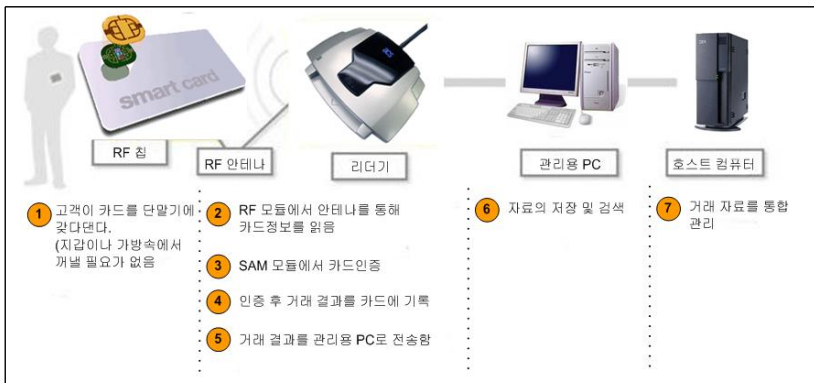 smart card
RF 칩
RF 안테나
리더기
관리용 PC
호스트 컴퓨터
1 고객이 카드를 단말기에
갖다댄다.
(지갑이나 가방속에서
꺼낼 필요가 없음
2 RF 모듈에서 안테나를 통해
카드정보를 읽음
3 SAM 모듈에서 카드인증
4 인증 후 거래 결과를 카드에 기록
5 거래 결과를 관리용 PC로 전송함
6 자료의 저장 및 검색
7 거래 자료를 통합
관리